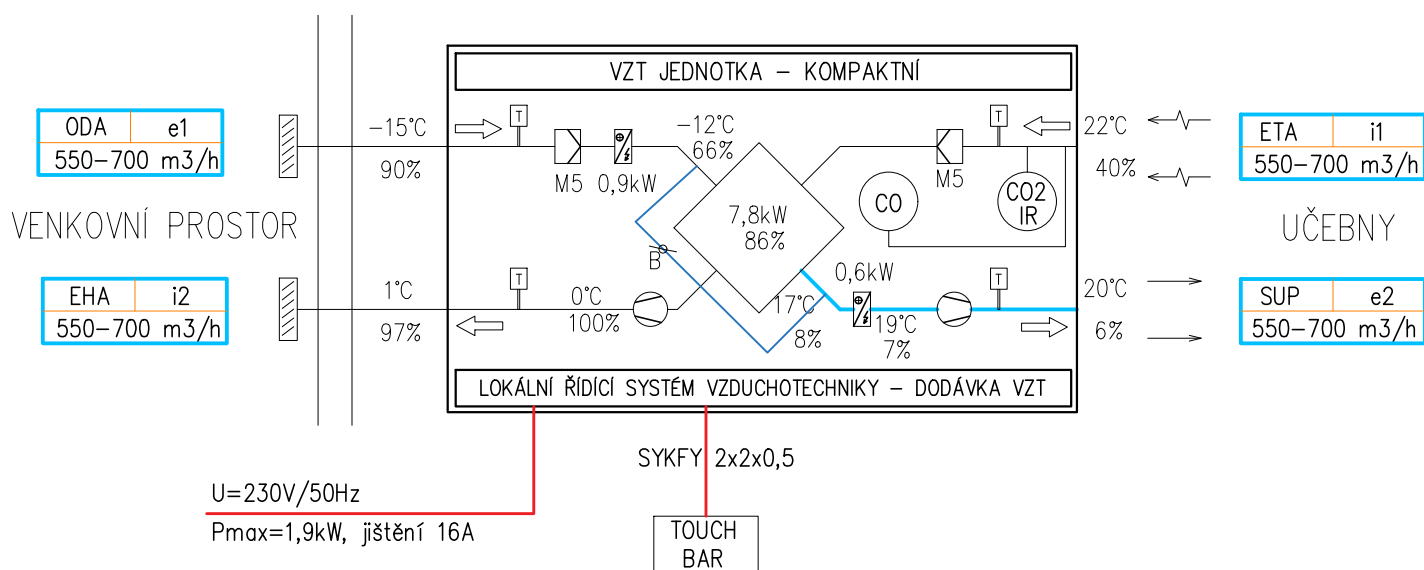 VZT JEDNOTKA – KOMPAKTNÍ
ODA e1
550–700 m3/h
-15°C
90%
T
M5
0,9kW
-12°C
66%
7,8kW
86%
CO
CO2
IR
M5
T
22°C
40%
ETA i1
550–700 m3/h
VENKOVNÍ PROSTOR
UČEBNY
B
EHA i2
550–700 m3/h
1°C
97%
T
0°C
100%
17°C
8%
0,6kW
19°C
7%
T
20°C
6%
SUP e2
550–700 m3/h
LOKÁLNÍ ŘÍDÍCÍ SYSTÉM VZDUCHOTECHNIKY – DODÁVKA VZT
SYKFY 2x2x0,5
U=230V/50Hz
Pmax=1,9kW, jištění 16A
TOUCH
BAR